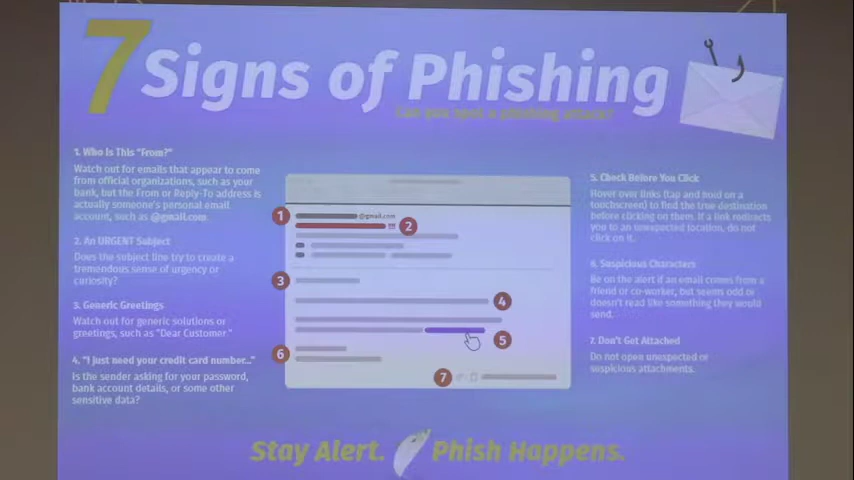 7 Signs of Phishing
Can you spot a phishing attack?
1. Who Is This "From?"
Watch out for emails that appear to come
from official organizations, such as your
bank, but the From or Reply-To address is
actually someone's personal email
account, such as @gmail.com
2. An URGENT Subject
Does the subject line try to create a
tremendous sense of urgency or
curiosity?
3. Generic Greetings
Watch out for generic solutions or
greetings, such as "Dear Customer."
4. "I just need your credit card number..."
Is the sender asking for your password,
bank account details, or some other
sensitive data?
1
@gmail.com
2
3
4
5
6
7
5. Check Before You Click
Hover over links (tap and hold on a
touchscreen) to find the true destination
before clicking on them. If a link redirects
you to an unexpected location, do not
click on it.
6. Suspicious Characters
Be on the alert if an email comes from a
friend or co-worker, but seems odd or
doesn't read like something they would
send.
7. Don't Get Attached
Do not open unexpected or
suspicious attachments.
Stay Alert. Phish Happens.